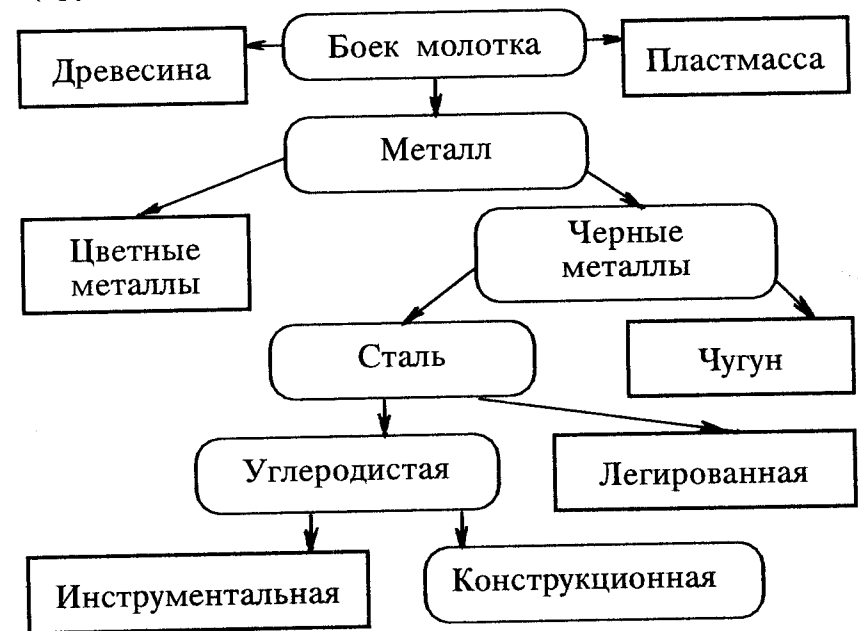 Боек молотка
Древесина
Пластмасса
Металл
Цветные
металлы
Черные
металлы
Сталь
Чугун
Углеродистая
Легированная
Инструментальная
Конструкционная